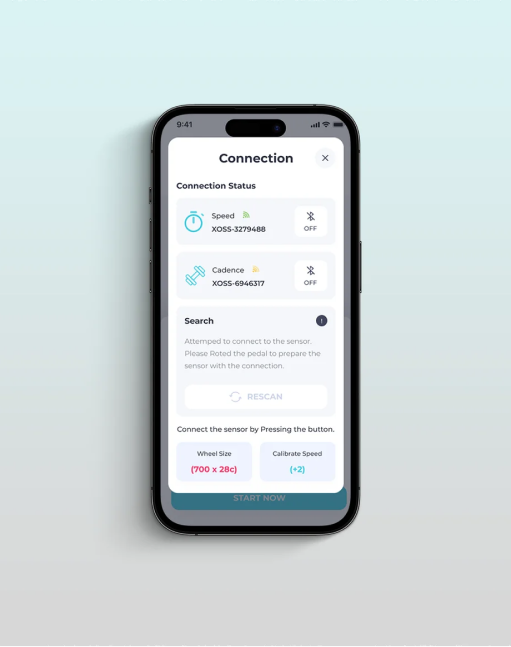 9:41
Connection
Connection Status
Speed
XOSS-3279488
OFF
Cadence
XOSS-6946317
OFF
Search
Attemped to connect to the sensor.
Please Roted the pedal to prepare the
sensor with the connection.
RESCAN
Connect the sensor by Pressing the button.
Wheel Size
(700 x 28c)
Calibrate Speed
(+2)
START NOW